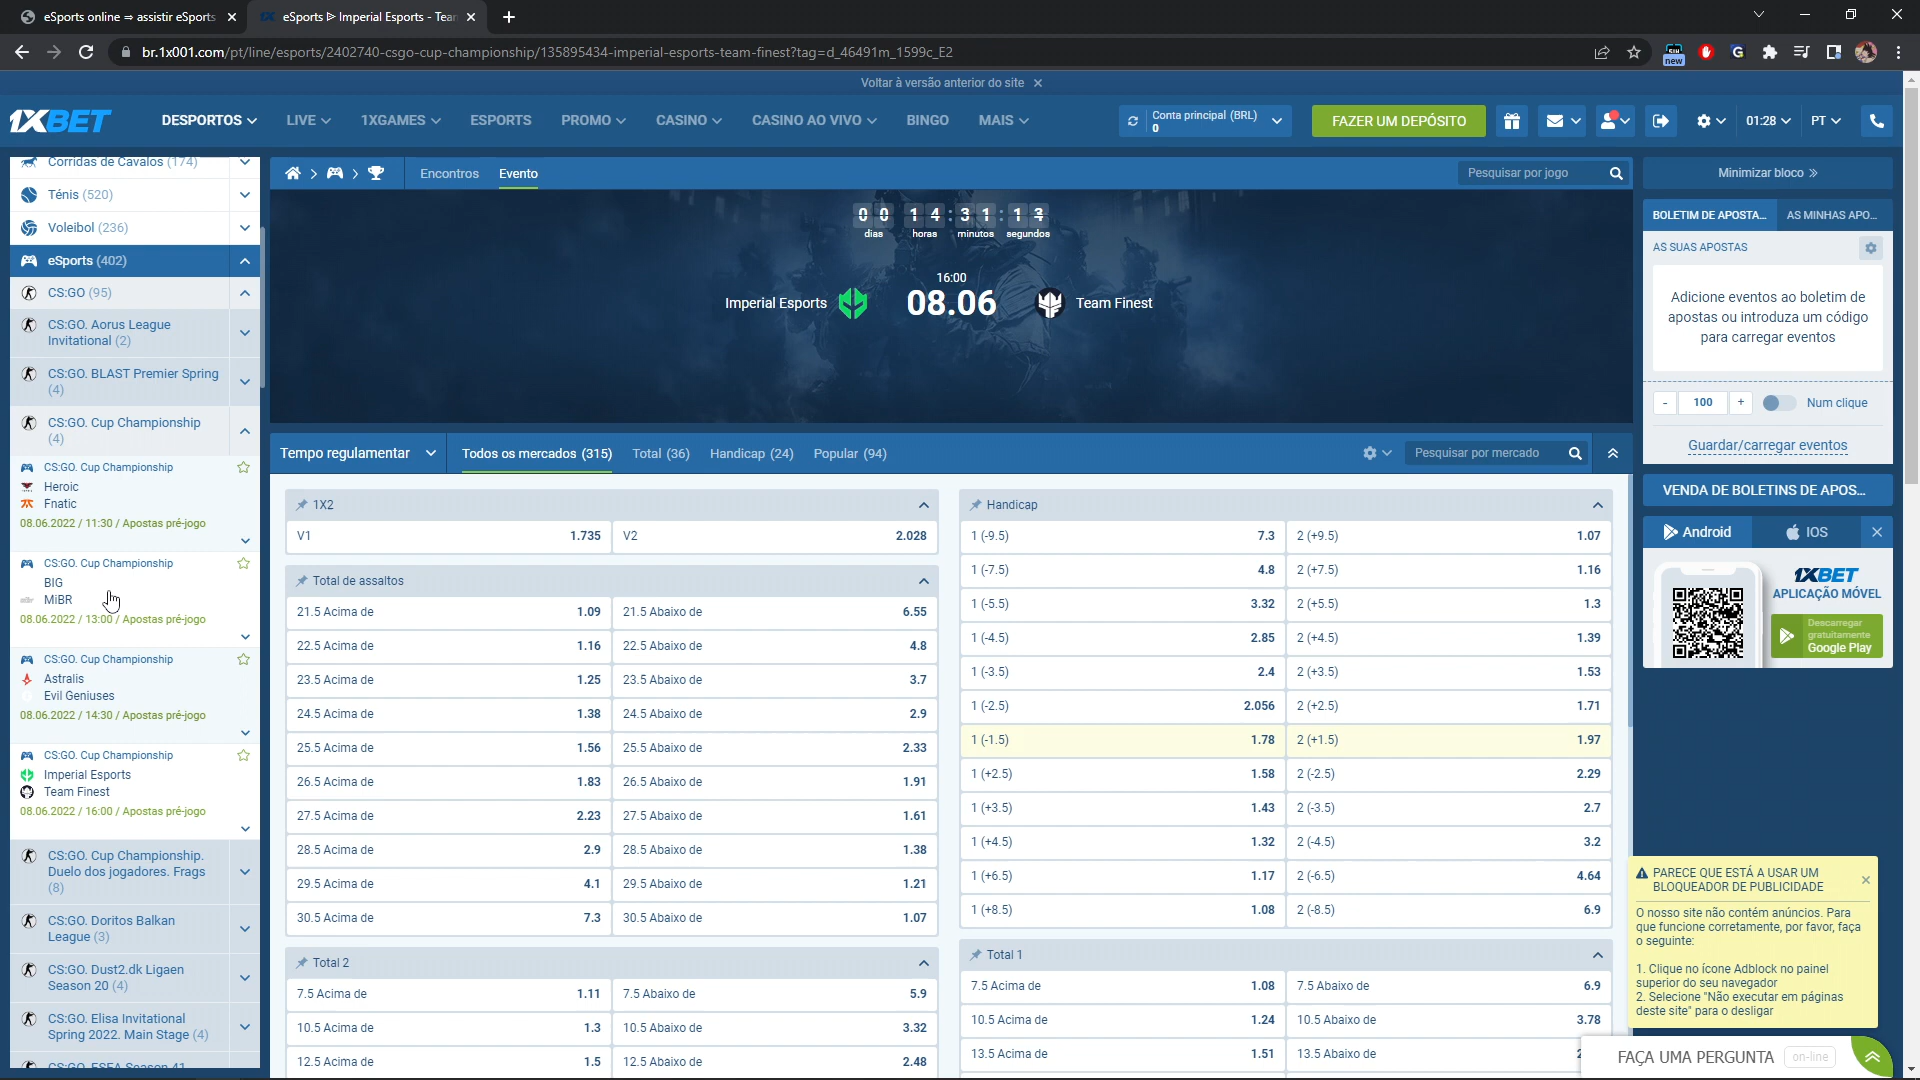 eSports online ⇒ assistir eSports
eSports ᐉ Imperial Esports - Tear
br.1x001.com/pt/line/esports/2402740-csgo-cup-championship/135895434-imperial-esports-team-finest?tag=d_46491m_1599c_E2
new
Voltar à versão anterior do site
1XBET
DESPORTOS
LIVE
1XGAMES
ESPORTS
PROMO
CASINO
CASINO AO VIVO
BINGO
MAIS
Conta principal (BRL)
0
FAZER UM DEPÓSITO
01:28
PT
Corridas de Cavalos (174)
Ténis (520)
Voleibol (236)
eSports (402)
CS:GO (95)
CS:GO. Aorus League
Invitational (2)
CS:GO. BLAST Premier Spring
(4)
CS:GO. Cup Championship
(4)
CS:GO. Cup Championship
Heroic
Fnatic
08.06.2022 / 11:30 / Apostas pré-jogo
CS:GO. Cup Championship
BIG
MiBR
08.06.2022 / 13:00 / Apostas pré-jogo
CS:GO. Cup Championship
Astralis
Evil Geniuses
08.06.2022 / 14:30 / Apostas pré-jogo
CS:GO. Cup Championship
Imperial Esports
Team Finest
08.06.2022 / 16:00 / Apostas pré-jogo
CS:GO. Cup Championship.
Duelo dos jogadores. Frags
(8)
CS:GO. Doritos Balkan
League (3)
CS:GO. Dust2.dk Ligaen
Season 20 (4)
CS:GO. Elisa Invitational
Spring 2022. Main Stage (4)
CS:GO. ESEA Season 41
Encontros
Evento
Pesquisar por jogo
00 14 : 31 : 13
dias horas minutos segundos
16:00
Imperial Esports 08.06 Team Finest
Tempo regulamentar
Todos os mercados (315)
Total (36)
Handicap (24)
Popular (94)
Pesquisar por mercado
1X2
V1 1.735 V2 2.028
Total de assaltos
21.5 Acima de 1.09 21.5 Abaixo de 6.55
22.5 Acima de 1.16 22.5 Abaixo de 4.8
23.5 Acima de 1.25 23.5 Abaixo de 3.7
24.5 Acima de 1.38 24.5 Abaixo de 2.9
25.5 Acima de 1.56 25.5 Abaixo de 2.33
26.5 Acima de 1.83 26.5 Abaixo de 1.91
27.5 Acima de 2.23 27.5 Abaixo de 1.61
28.5 Acima de 2.9 28.5 Abaixo de 1.38
29.5 Acima de 4.1 29.5 Abaixo de 1.21
30.5 Acima de 7.3 30.5 Abaixo de 1.07
Total 2
7.5 Acima de 1.11 7.5 Abaixo de 5.9
10.5 Acima de 1.3 10.5 Abaixo de 3.32
12.5 Acima de 1.5 12.5 Abaixo de 2.48
Handicap
1 (-9.5) 7.3 2 (+9.5) 1.07
1 (-7.5) 4.8 2 (+7.5) 1.16
1 (-5.5) 3.32 2 (+5.5) 1.3
1 (-4.5) 2.85 2 (+4.5) 1.39
1 (-3.5) 2.4 2 (+3.5) 1.53
1 (-2.5) 2.056 2 (+2.5) 1.71
1 (-1.5) 1.78 2 (+1.5) 1.97
1 (+2.5) 1.58 2 (-2.5) 2.29
1 (+3.5) 1.43 2 (-3.5) 2.7
1 (+4.5) 1.32 2 (-4.5) 3.2
1 (+6.5) 1.17 2 (-6.5) 4.64
1 (+8.5) 1.08 2 (-8.5) 6.9
Total 1
7.5 Acima de 1.08 7.5 Abaixo de 6.9
10.5 Acima de 1.24 10.5 Abaixo de 3.78
13.5 Acima de 1.51 13.5 Abaixo de
Minimizar bloco
BOLETIM DE APOSTA...
AS MINHAS APO...
AS SUAS APOSTAS
Adicione eventos ao boletim de
apostas ou introduza um código
para carregar eventos
- 100 +
Num clique
Guardar/carregar eventos
VENDA DE BOLETINS DE APOS...
Android
IOS
1XBET
APLICAÇÃO MÓVEL
Descarregar
gratuitamente
Google Play
PARECE QUE ESTÁ A USAR UM
BLOQUEADOR DE PUBLICIDADE
O nosso site não contém anúncios. Para
que funcione corretamente, por favor, faça
o seguinte:
1. Clique no ícone Adblock no painel
superior do seu navegador
2. Selecione "Não executar em páginas
deste site" para o desligar
FAÇA UMA PERGUNTA
on-line